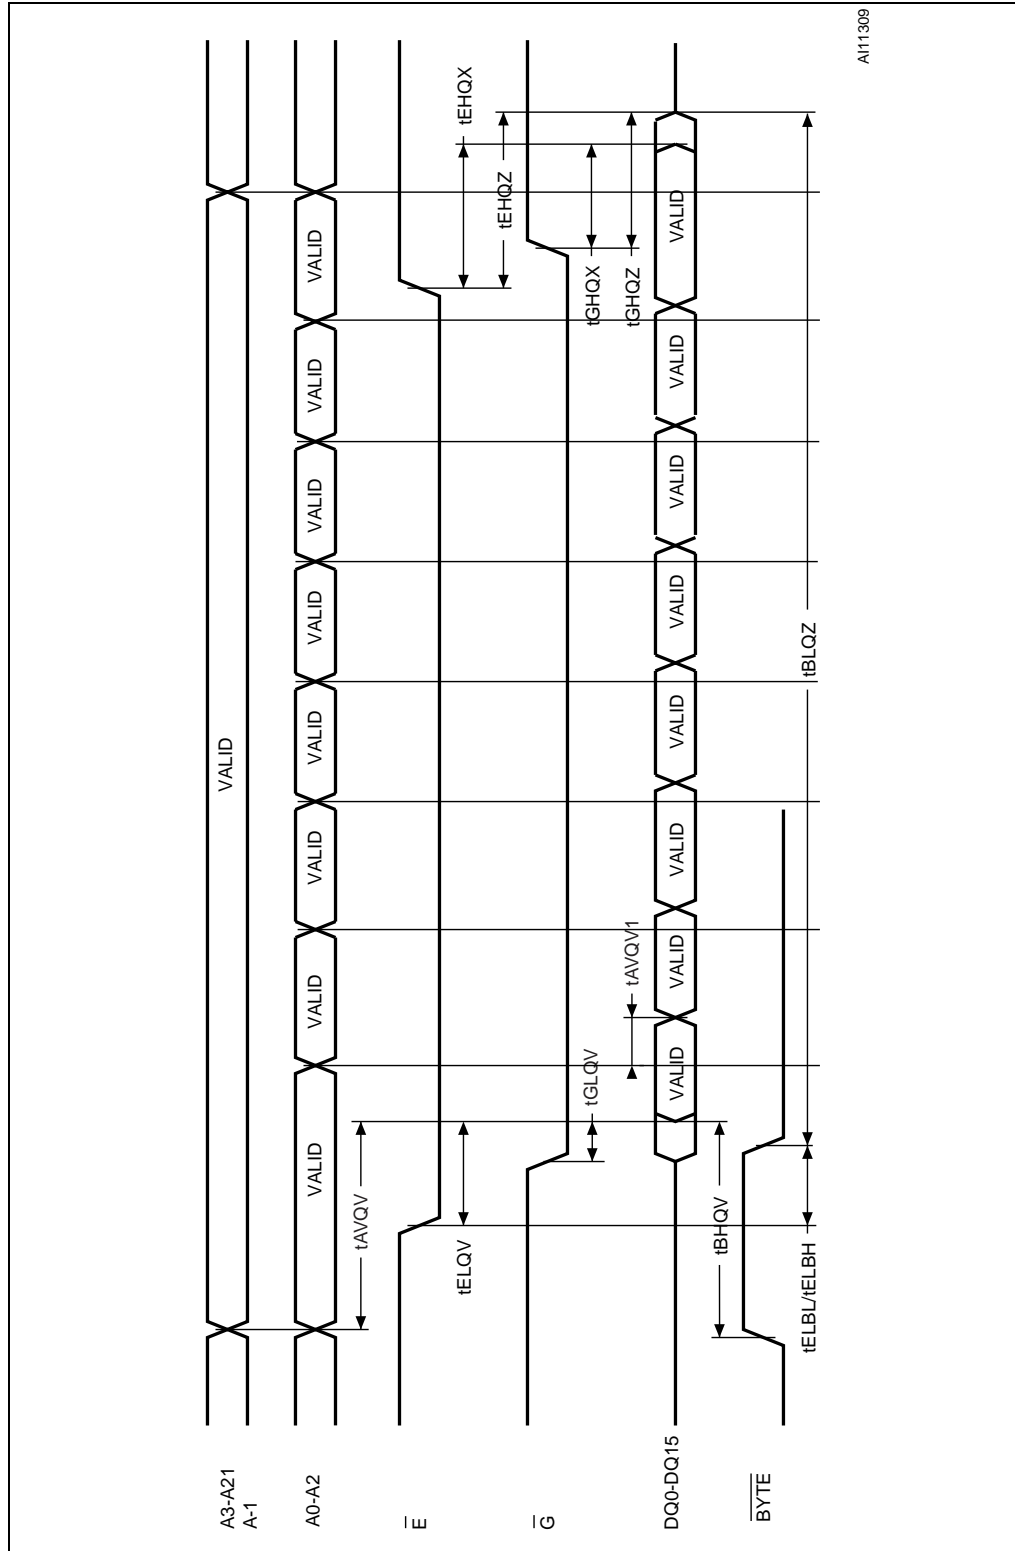 A3-A21
A-1
VALID
A0-A2
VALID
VALID
VALID
VALID
VALID
VALID
VALID
VALID
tAVQV
E
tELQV
tEHQX
tEHQZ
G
tGLQV
tGHQX
tGHQZ
tAVQV1
DQ0-DQ15
VALID
VALID
VALID
VALID
VALID
VALID
VALID
VALID
tBHQV
BYTE
tELBL/tELBH
tBLQZ
AI11309